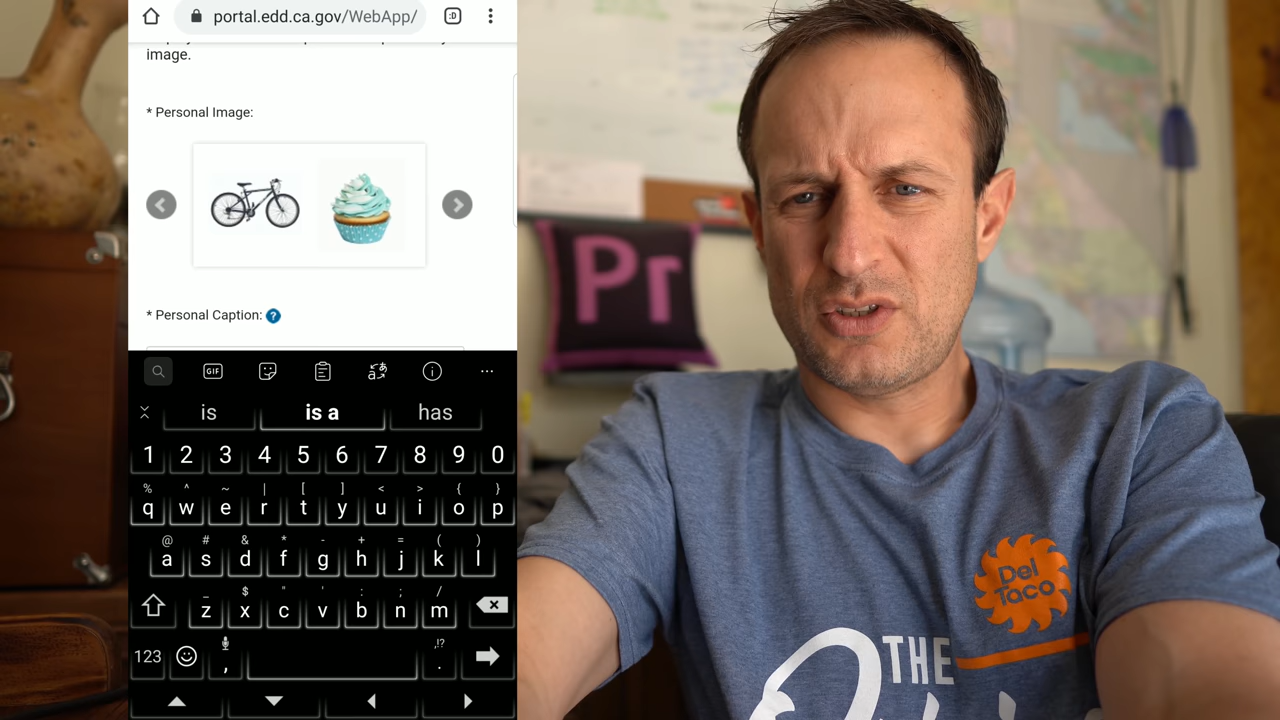 portal.edd.ca.gov/WebApp/
:D
image.
* Personal Image:
* Personal Caption: ?
GIF
is is a has
1 2 3 4 5 6 7 8 9 0
% ^ ~ | [ ] < > { }
q w e r t y u i o p
@ # & * - + = ( )
a s d f g h j k l
_ $ " ' : ; /
z x c v b n m
123 , ,!? .
Pr
Del
Taco
THE